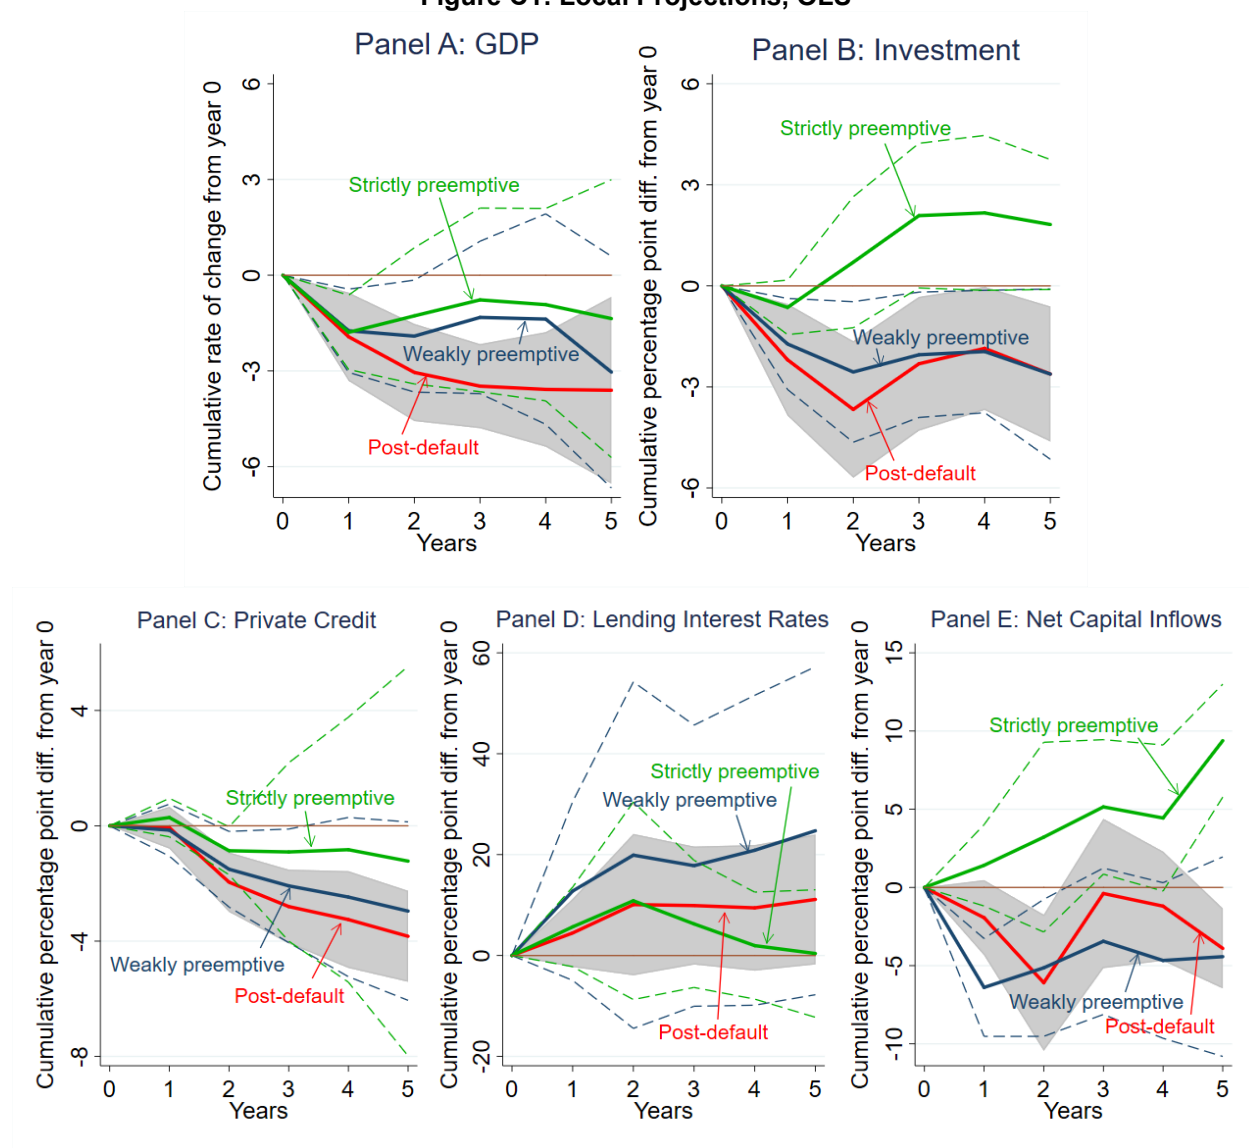 Figure C1. Local Projections, OLS
Panel A: GDP
Cumulative rate of change from year 0
6
3
0
-3
-6
Strictly preemptive
Weakly preemptive
Post-default
0 1 2 3 4 5
Years
Panel B: Investment
Cumulative percentage point diff. from year 0
6
3
0
-3
-6
Strictly preemptive
Weakly preemptive
Post-default
0 1 2 3 4 5
Years
Panel C: Private Credit
Cumulative percentage point diff. from year 0
4
0
-4
-8
Strictly preemptive
Weakly preemptive
Post-default
0 1 2 3 4 5
Years
Panel D: Lending Interest Rates
Cumulative percentage point diff. from year 0
60
40
20
0
-20
Strictly preemptive
Weakly preemptive
Post-default
0 1 2 3 4 5
Years
Panel E: Net Capital Inflows
Cumulative percentage point diff. from year 0
15
10
5
0
-5
-10
Strictly preemptive
Weakly preemptive
Post-default
0 1 2 3 4 5
Years